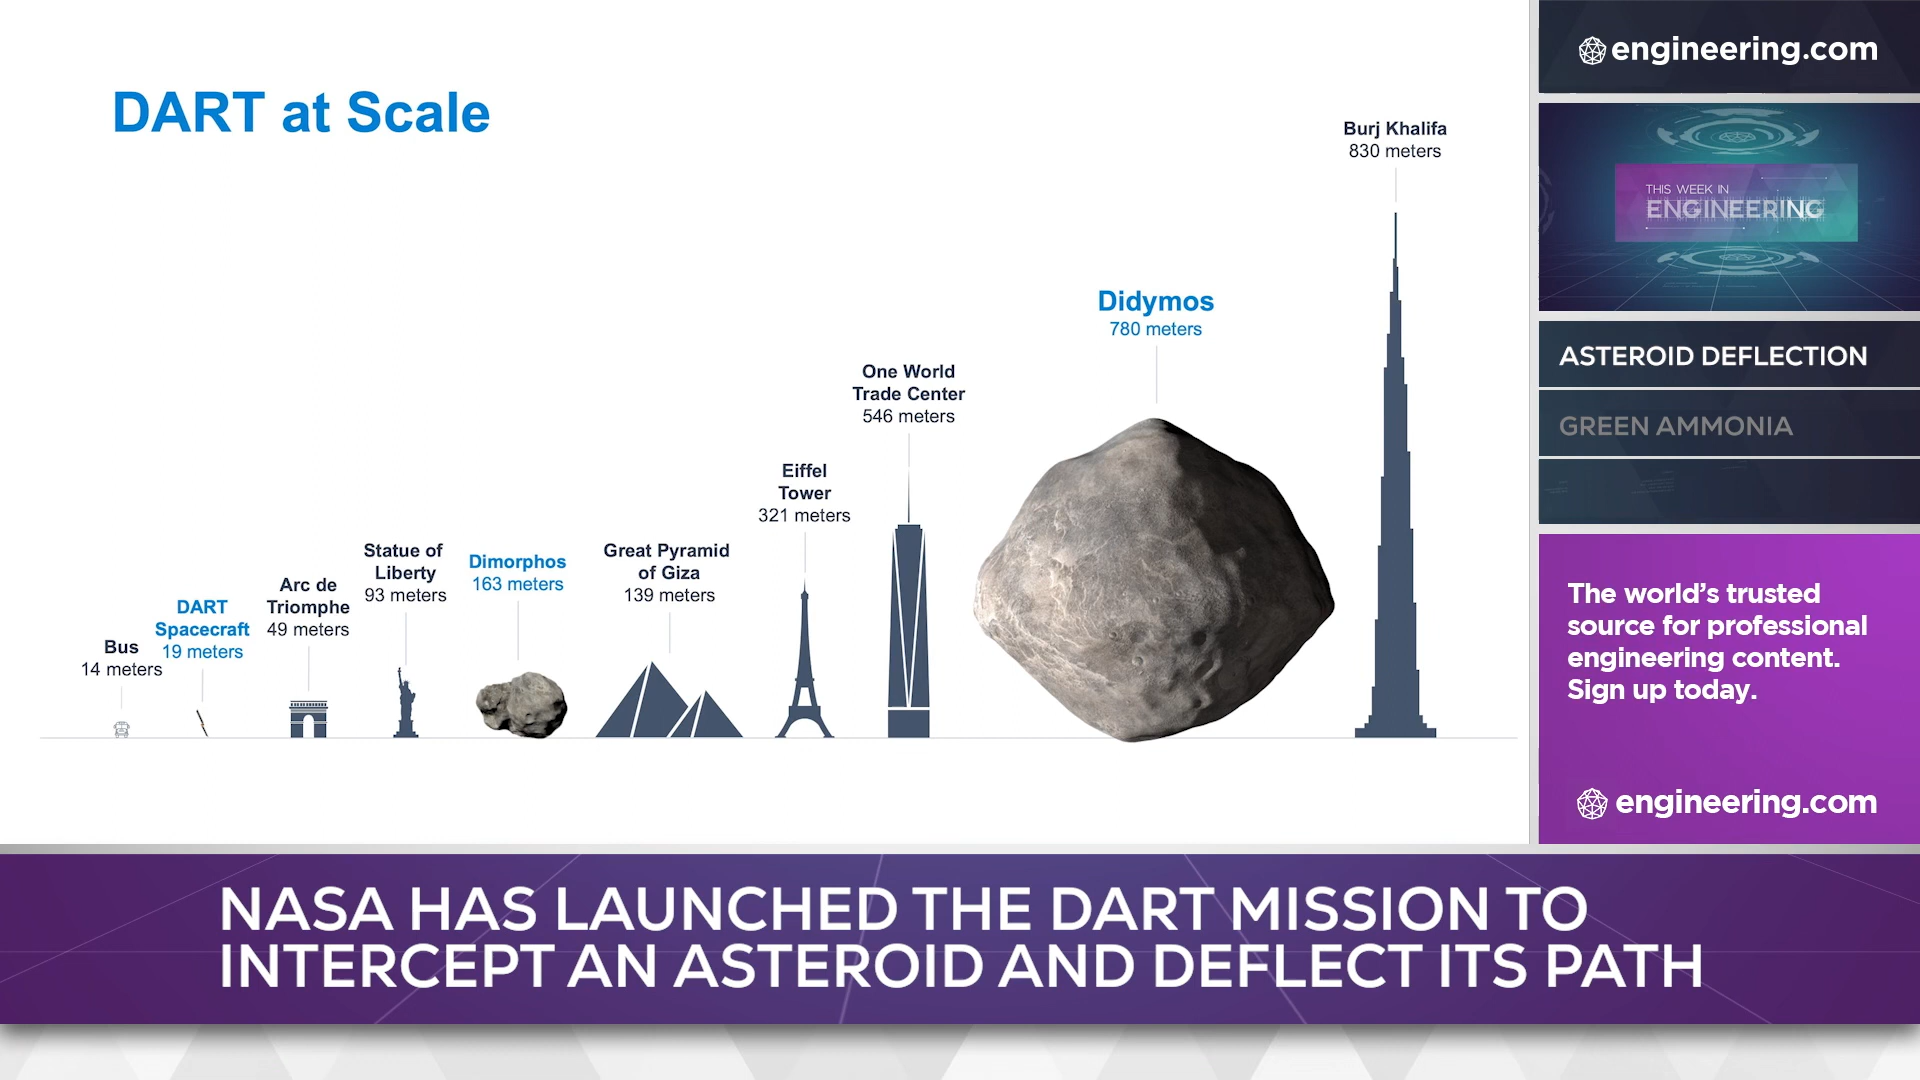 DART at Scale
Bus
14 meters
DART
Spacecraft
19 meters
Arc de
Triomphe
49 meters
Statue of
Liberty
93 meters
Dimorphos
163 meters
Great Pyramid
of Giza
139 meters
Eiffel
Tower
321 meters
One World
Trade Center
546 meters
Didymos
780 meters
Burj Khalifa
830 meters
engineering.com
THIS WEEK IN
ENGINEERING
ASTEROID DEFLECTION
GREEN AMMONIA
The world's trusted
source for professional
engineering content.
Sign up today.
engineering.com
NASA HAS LAUNCHED THE DART MISSION TO
INTERCEPT AN ASTEROID AND DEFLECT ITS PATH